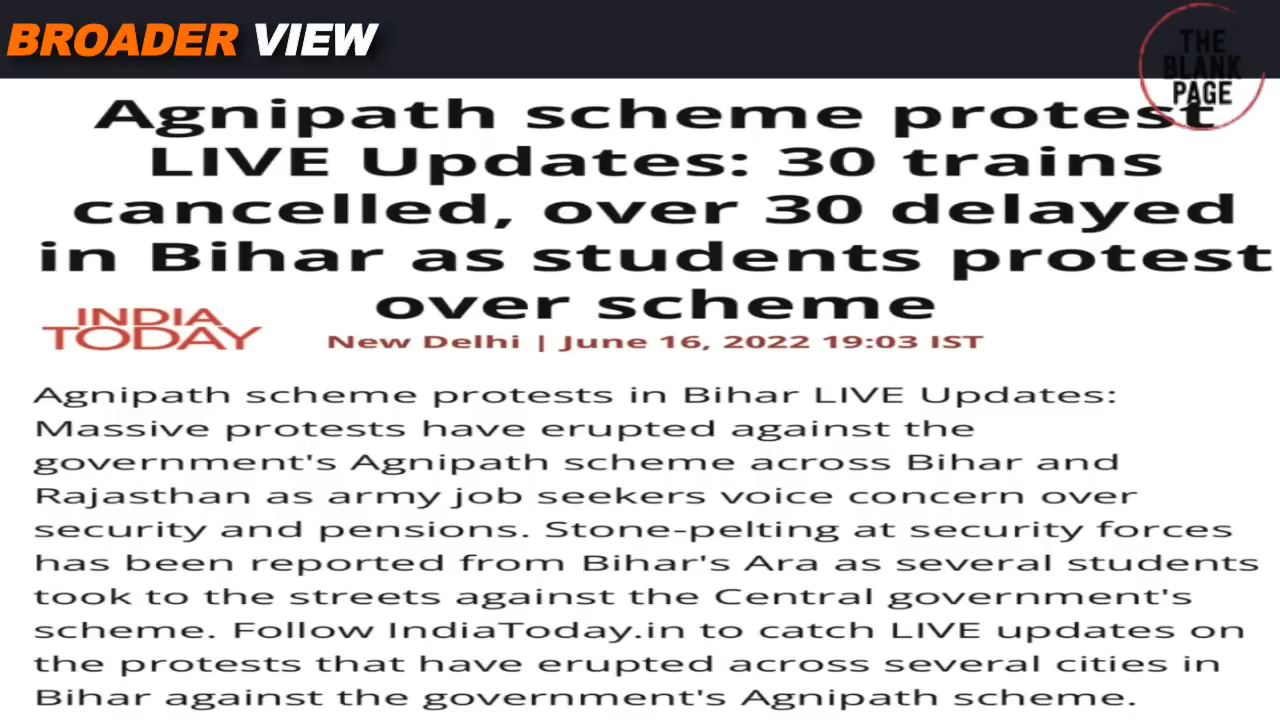 BROADER VIEW
THE
BLANK
PAGE
Agnipath scheme protest
LIVE Updates: 30 trains
cancelled, over 30 delayed
in Bihar as students protest
over scheme
INDIA
TODAY
New Delhi | June 16, 2022 19:03 IST
Agnipath scheme protests in Bihar LIVE Updates:
Massive protests have erupted against the
government's Agnipath scheme across Bihar and
Rajasthan as army job seekers voice concern over
security and pensions. Stone-pelting at security forces
has been reported from Bihar's Ara as several students
took to the streets against the Central government's
scheme. Follow IndiaToday.in to catch LIVE updates on
the protests that have erupted across several cities in
Bihar against the government's Agnipath scheme.